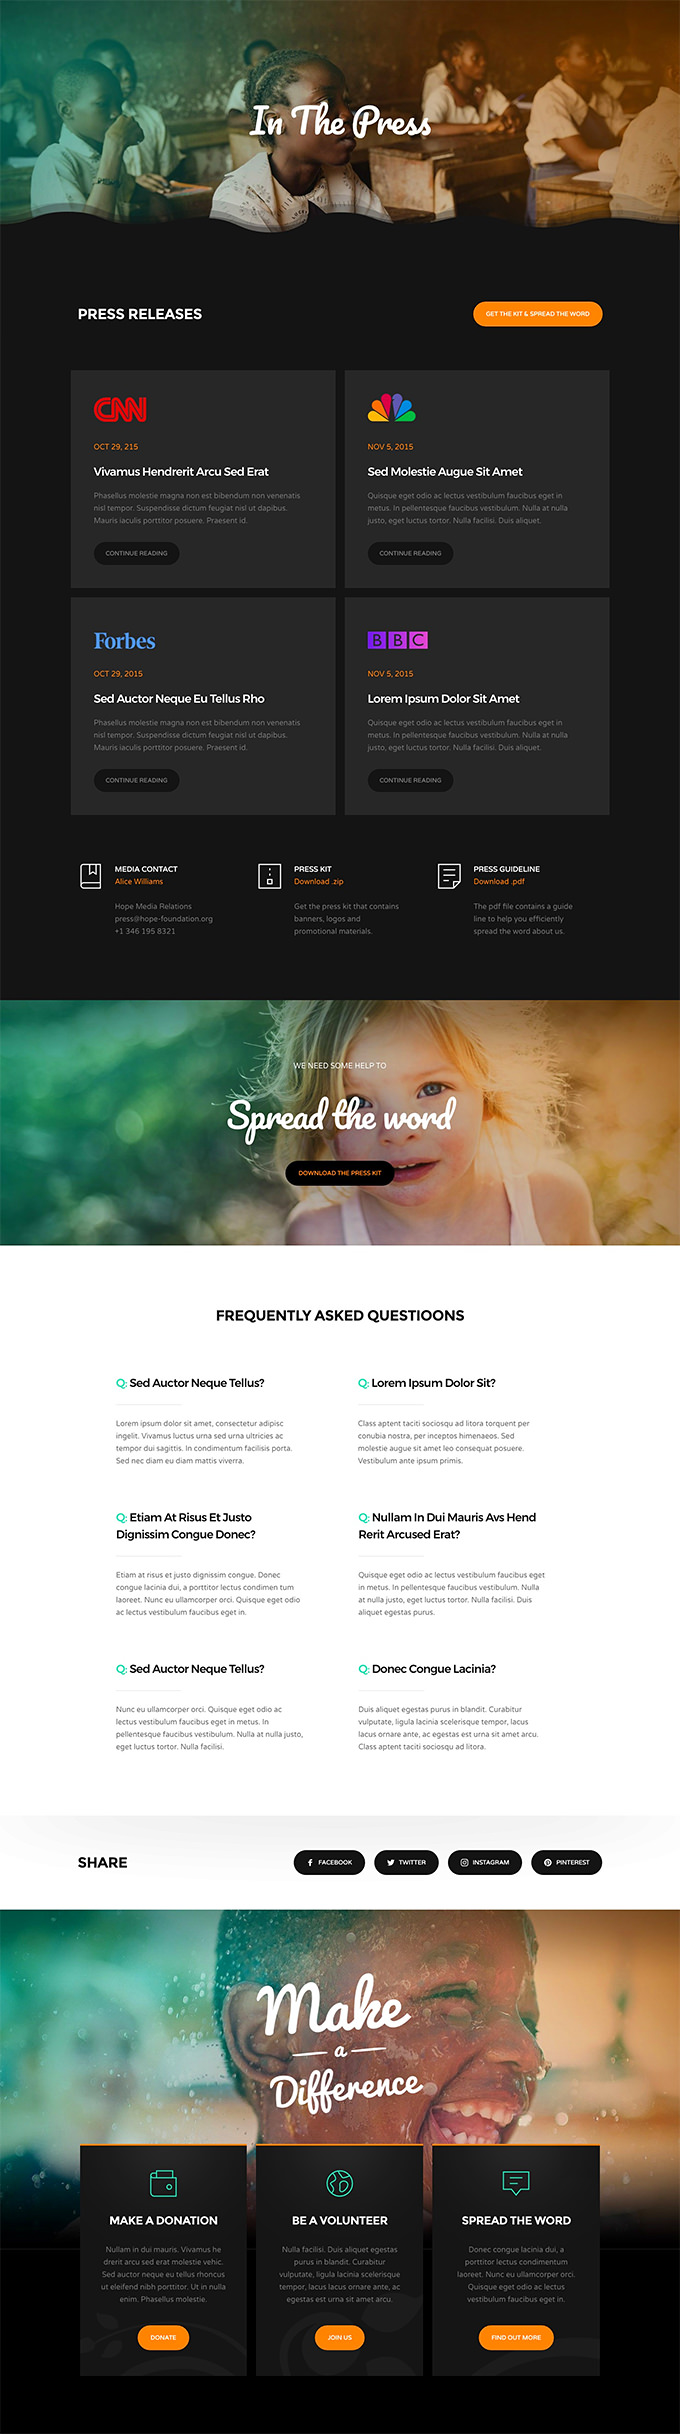 In The Press
PRESS RELEASES
GET THE KIT & SPREAD THE WORD
CNN
OCT 29, 215
Vivamus Hendrerit Arcu Sed Erat
Phasellus molestie magna non est bibendum non venenatis
nisl tempor. Suspendisse dictum feugiat nisl ut dapibus.
Mauris iaculis porttitor posuere. Praesent id.
CONTINUE READING
NOV 5, 2015
Sed Molestie Augue Sit Amet
Quisque eget odio ac lectus vestibulum faucibus eget in
metus. In pellentesque faucibus vestibulum. Nulla at nulla
justo, eget luctus tortor. Nulla facilisi. Duis aliquet.
CONTINUE READING
Forbes
OCT 29, 2015
Sed Auctor Neque Eu Tellus Rho
Phasellus molestie magna non est bibendum non venenatis
nisl tempor. Suspendisse dictum feugiat nisl ut dapibus.
Mauris iaculis porttitor posuere. Praesent id.
CONTINUE READING
BBC
NOV 5, 2015
Lorem Ipsum Dolor Sit Amet
Quisque eget odio ac lectus vestibulum faucibus eget in
metus. In pellentesque faucibus vestibulum. Nulla at nulla
justo, eget luctus tortor. Nulla facilisi. Duis aliquet.
CONTINUE READING
MEDIA CONTACT
Alice Williams
Hope Media Relations
press@hope-foundation.org
+1 346 195 8321
PRESS KIT
Download .zip
Get the press kit that contains
banners, logos and
promotional materials.
PRESS GUIDELINE
Download .pdf
The pdf file contains a guide
line to help you efficiently
spread the word about us.
WE NEED SOME HELP TO
Spread the word
DOWNLOAD THE PRESS KIT
FREQUENTLY ASKED QUESTIOONS
Q: Sed Auctor Neque Tellus?
Lorem ipsum dolor sit amet, consectetur adipisc
ingelit. Vivamus luctus urna sed urna ultricies ac
tempor dui sagittis. In condimentum facilisis porta.
Sed nec diam eu diam mattis viverra.
Q: Lorem Ipsum Dolor Sit?
Class aptent taciti sociosqu ad litora torquent per
conubia nostra, per inceptos himenaeos. Sed
molestie augue sit amet leo consequat posuere.
Vestibulum ante ipsum primis.
Q: Etiam At Risus Et Justo
Dignissim Congue Donec?
Etiam at risus et justo dignissim congue. Donec
congue lacinia dui, a porttitor lectus condimen tum
laoreet. Nunc eu ullamcorper orci. Quisque eget odio
ac lectus vestibulum faucibus eget in.
Q: Nullam In Dui Mauris Avs Hend
Rerit Arcused Erat?
Quisque eget odio ac lectus vestibulum faucibus eget
in metus. In pellentesque faucibus vestibulum. Nulla
at nulla justo, eget luctus tortor. Nulla facilisi. Duis
aliquet egestas purus.
Q: Sed Auctor Neque Tellus?
Nunc eu ullamcorper orci. Quisque eget odio ac
lectus vestibulum faucibus eget in metus. In
pellentesque faucibus vestibulum. Nulla at nulla justo,
eget luctus tortor. Nulla facilisi.
Q: Donec Congue Lacinia?
Duis aliquet egestas purus in blandit. Curabitur
vulputate, ligula lacinia scelerisque tempor, lacus
lacus ornare ante, ac egestas est urna sit amet arcu.
Class aptent taciti sociosqu ad litora.
SHARE
FACEBOOK
TWITTER
INSTAGRAM
PINTEREST
Make
a
Difference
MAKE A DONATION
Nullam in dui mauris. Vivamus he
drerit arcu sed erat molestie vehic.
Sed auctor neque eu tellus rhoncus
ut eleifend nibh porttitor. Ut in nulla
enim. Phasellus molestie.
DONATE
BE A VOLUNTEER
Nulla facilisi. Duis aliquet egestas
purus in blandit. Curabitur
vulputate, ligula lacinia scelerisque
tempor, lacus lacus ornare ante, ac
egestas est urna sit amet arcu.
JOIN US
SPREAD THE WORD
Donec congue lacinia dui, a
porttitor lectus condimentum
laoreet. Nunc eu ullamcorper orci.
Quisque eget odio ac lectus
vestibulum faucibus eget in.
FIND OUT MORE